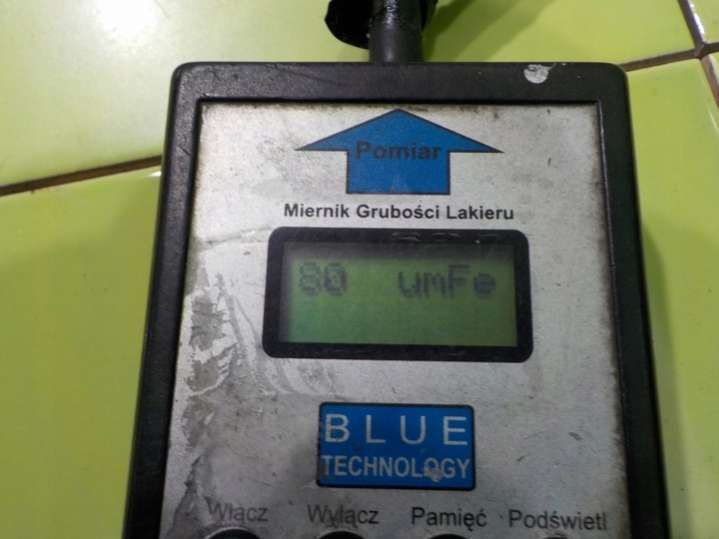 Pomiar
Miernik Grubości Lakieru
80 umFe
BLUE
TECHNOLOGY
Włącz Wyłącz Pamięć Podświetl